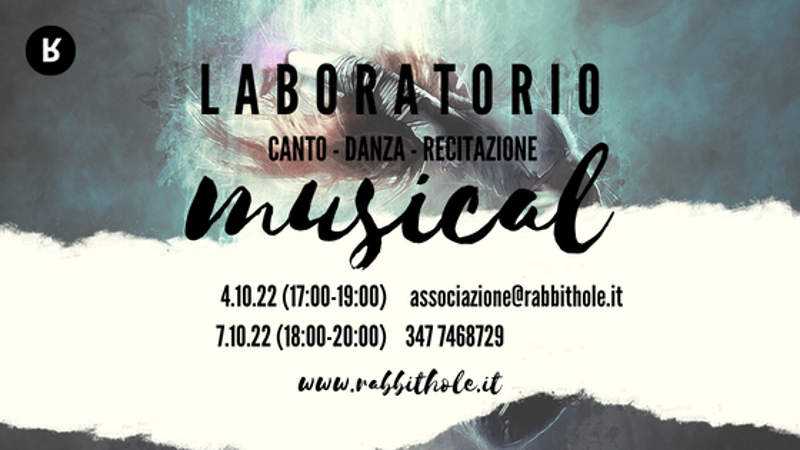 R
LABORATORIO
CANTO - DANZA - RECITAZIONE
musical
4.10.22 (17:00-19:00) associazione@rabbithole.it
7.10.22 (18:00-20:00) 347 7468729
www.rabbithole.it